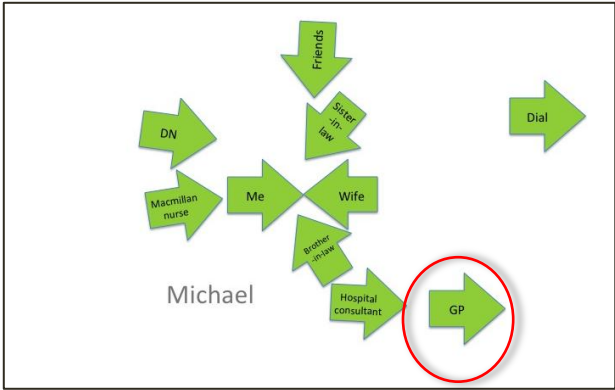 Friends
Sister
-in-
law
Dial
DN
Macmillan
nurse
Me
Wife
Brother
-in-law
Michael
Hospital
consultant
GP